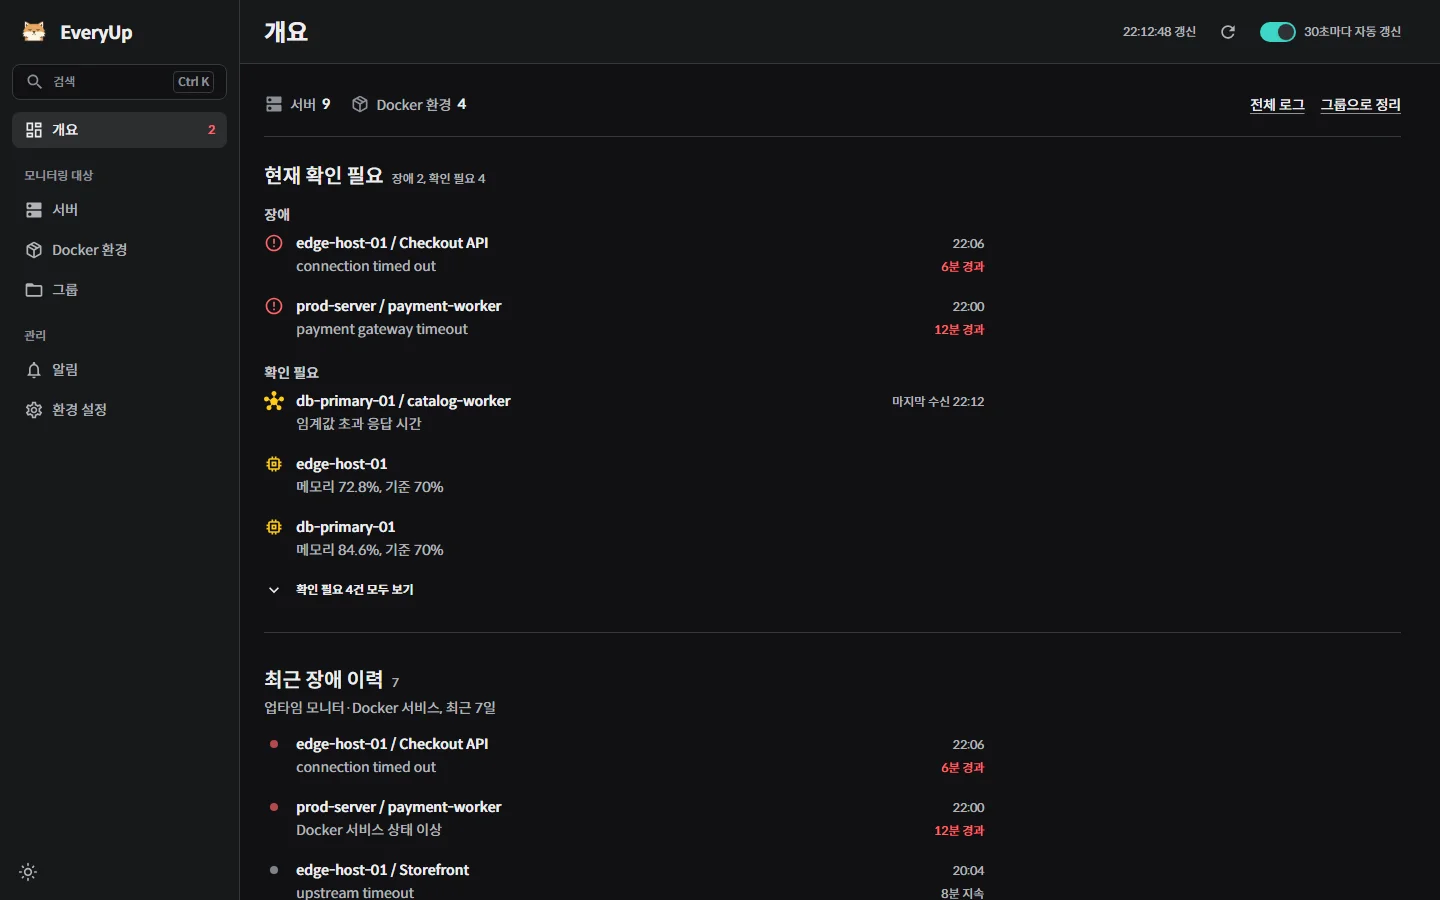 EveryUp
검색
Ctrl K
개요
2
모니터링 대상
서버
Docker 환경
그룹
관리
알림
환경 설정
개요
22:12:48 갱신
30초마다 자동 갱신
서버 9
Docker 환경 4
전체 로그
그룹으로 정리
현재 확인 필요 장애 2, 확인 필요 4
장애
edge-host-01 / Checkout API
22:06
connection timed out
6분 경과
prod-server / payment-worker
22:00
payment gateway timeout
12분 경과
확인 필요
db-primary-01 / catalog-worker
마지막 수신 22:12
임계값 초과 응답 시간
edge-host-01
메모리 72.8%, 기준 70%
db-primary-01
메모리 84.6%, 기준 70%
확인 필요 4건 모두 보기
최근 장애 이력 7
업타임 모니터 · Docker 서비스, 최근 7일
edge-host-01 / Checkout API
22:06
connection timed out
6분 경과
prod-server / payment-worker
22:00
Docker 서비스 상태 이상
12분 경과
edge-host-01 / Storefront
20:04
upstream timeout
8분 지속